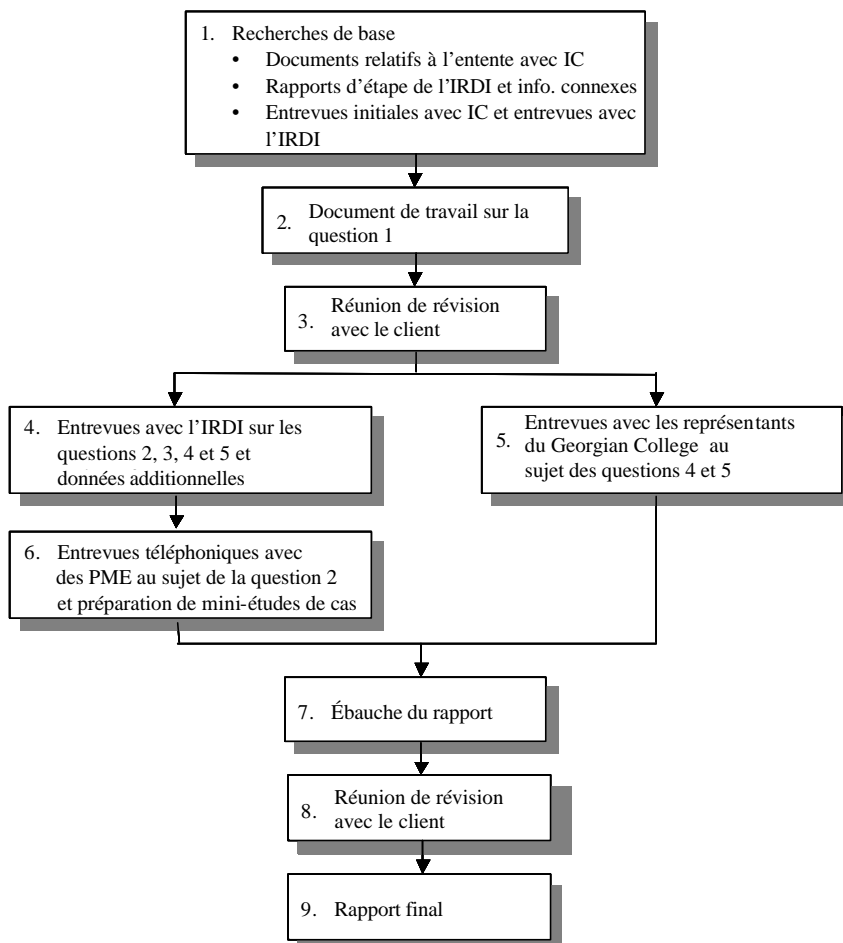 1. Recherches de base
• Documents relatifs à l'entente avec IC
• Rapports d'étape de l'IRDI et info. connexes
• Entrevues initiales avec IC et entrevues avec
l'IRDI
2. Document de travail sur la
question 1
3. Réunion de révision
avec le client
4. Entrevues avec l'IRDI sur les
questions 2, 3, 4 et 5 et
données additionnelles
5. Entrevues avec les représentants
du Georgian College au
sujet des questions 4 et 5
6. Entrevues téléphoniques avec
des PME au sujet de la question 2
et préparation de mini-études de cas
7. Ébauche du rapport
8. Réunion de révision
avec le client
9. Rapport final